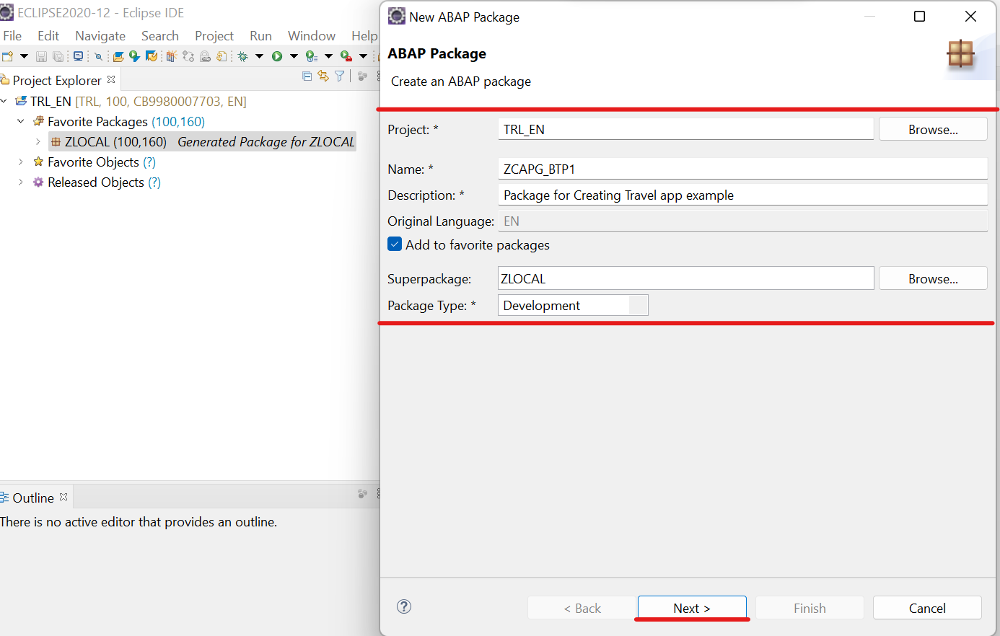 ECLIPSE2020-12 - Eclipse IDE
File Edit Navigate Search Project Run Window Help
Project Explorer
TRL_EN [TRL, 100, CB9980007703, EN]
Favorite Packages (100,160)
ZLOCAL (100,160) Generated Package for ZLOCAL
Favorite Objects (?)
Released Objects (?)
Outline
There is no active editor that provides an outline.
New ABAP Package
ABAP Package
Create an ABAP package
Project: * TRL_EN Browse...
Name: * ZCAPG_BTP1
Description: * Package for Creating Travel app example
Original Language: EN
Add to favorite packages
Superpackage: ZLOCAL Browse...
Package Type: * Development
? < Back Next > Finish Cancel